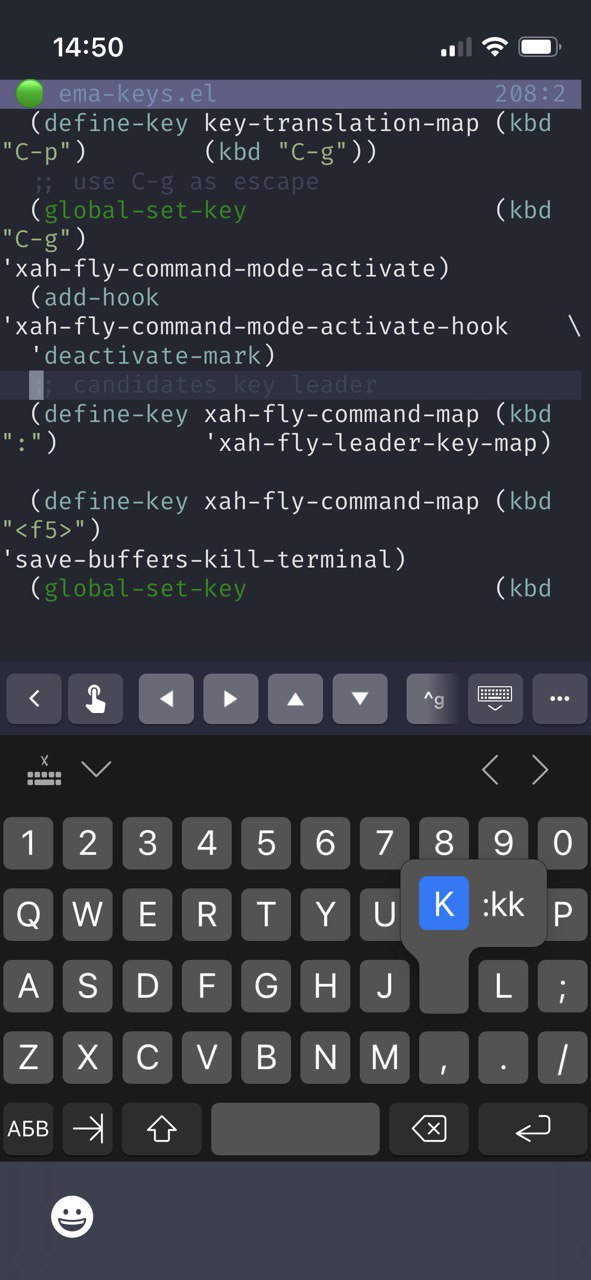 14:50
ema-keys.el 208:2
(define-key key-translation-map (kbd
"C-p") (kbd "C-g"))
;; use C-g as escape
(global-set-key (kbd
"C-g")
'xah-fly-command-mode-activate)
(add-hook
'xah-fly-command-mode-activate-hook \
'deactivate-mark)
;; candidates key leader
(define-key xah-fly-command-map (kbd
":") 'xah-fly-leader-key-map)
(define-key xah-fly-command-map (kbd
"<f5>")
'save-buffers-kill-terminal)
(global-set-key (kbd
^g
x
1 2 3 4 5 6 7 8 9 0
Q W E R T Y U K :kk P
A S D F G H J L ;
Z X C V B N M , . /
АБВ